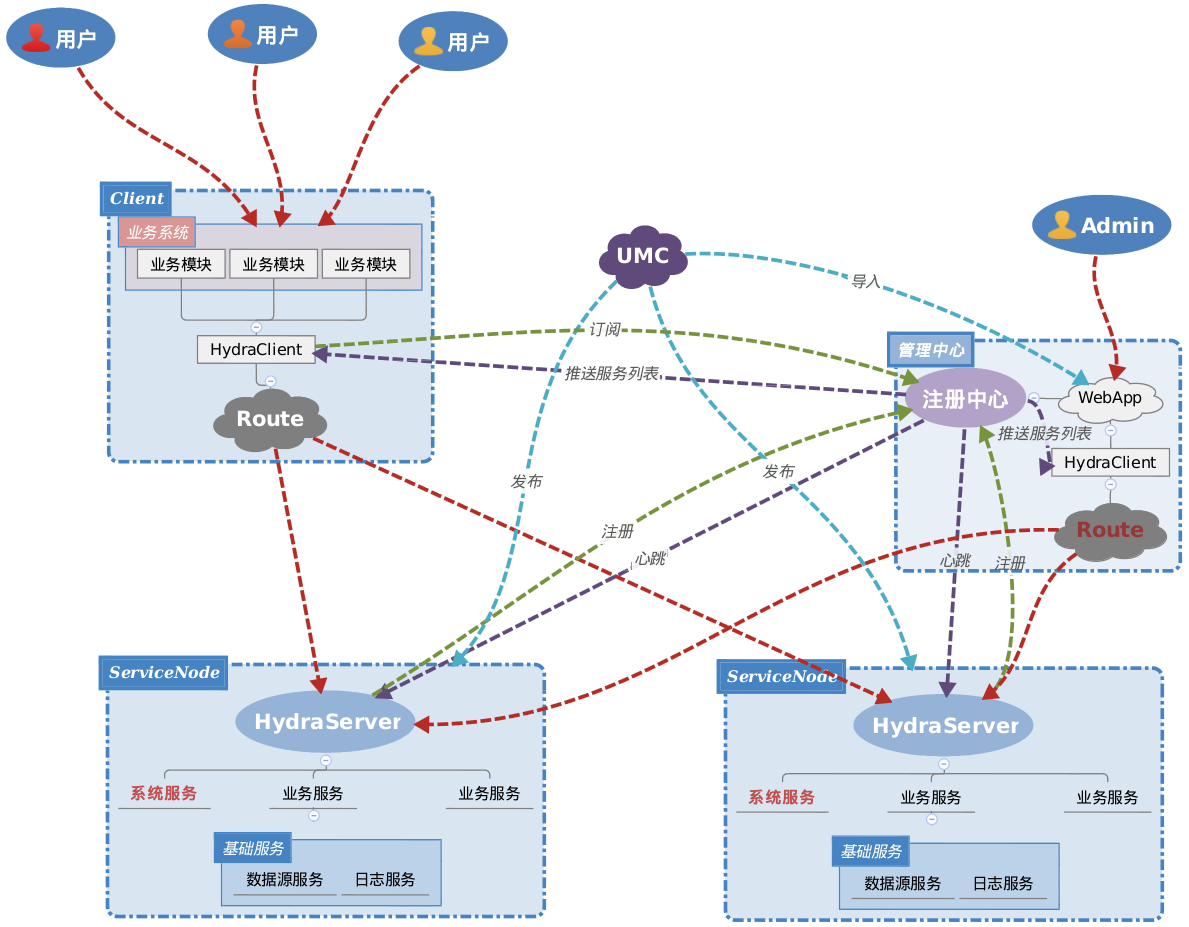 用户
用户
用户
Client
业务系统
业务模块
业务模块
业务模块
HydraClient
Route
UMC
Admin
导入
订阅
推送服务列表
管理中心
注册中心
WebApp
推送服务列表
HydraClient
Route
发布
发布
注册
心跳
心跳
注册
ServiceNode
HydraServer
系统服务
业务服务
业务服务
基础服务
数据源服务
日志服务
ServiceNode
HydraServer
系统服务
业务服务
业务服务
基础服务
数据源服务
日志服务